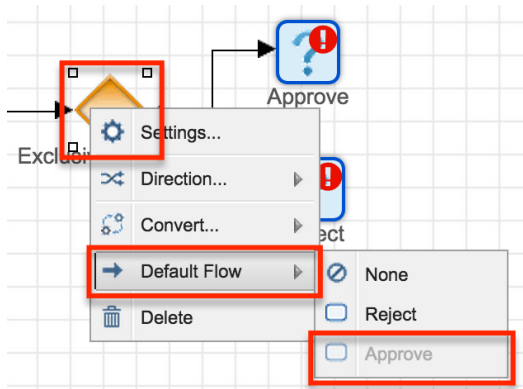 Approve
Settings...
Direction...
Convert...
Default Flow
None
Delete
Reject
Approve